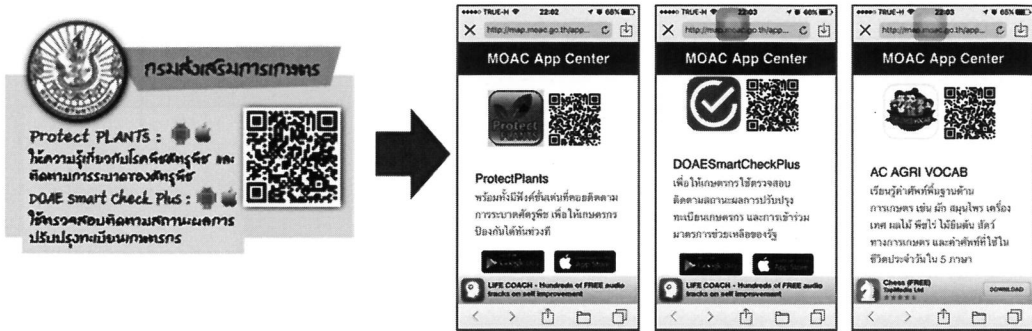 กรมส่งเสริมการเกษตร
Protect PLANTs :
ให้ความรู้เกี่ยวกับโรคพืชศัตรูพืช และ
ติดตามการระบาดของศัตรูพืช
DOAE smart check Plus :
ใช้ตรวจสอบติดตามสถานะผลการ
ปรับปรุงทะเบียนเกษตรกร
TRUE-H 22:02 68%
http://map.moac.go.th/app...
MOAC App Center
Protect
ProtectPlants
พร้อมทั้งมีฟังค์ชั่นเด่นที่คอยติดตาม
การระบาดศัตรูพืช เพื่อให้เกษตรกร
ป้องกันได้ทันช่วงที
App Store
LIFE COACH - Hundreds of FREE audio
tracks on self improvement
TRUE-H 22:03 66%
http://map.moac.go.th/app...
MOAC App Center
DOAESmartCheckPlus
เพื่อให้เกษตรกรใช้ตรวจสอบ
ติดตามสถานะผลการปรับปรุง
ทะเบียนเกษตรกร และการเข้าร่วม
มาตรการช่วยเหลือของรัฐ
App Store
LIFE COACH - Hundreds of FREE audio
tracks on self improvement
TRUE-H 22:03 65%
http://map.moac.go.th/app...
MOAC App Center
AC AGRI VOCAB
เรียนรู้คำศัพท์พื้นฐานด้าน
การเกษตร เช่น ผัก สมุนไพร เครื่อง
เทศ ผลไม้ พืชไร่ ไม้ยืนต้น สัตว์
ทางการเกษตร และคำศัพท์ที่ใช้ใน
ชีวิตประจำวันใน 5 ภาษา
Chess (FREE)
TapMedia Ltd
DOWNLOAD